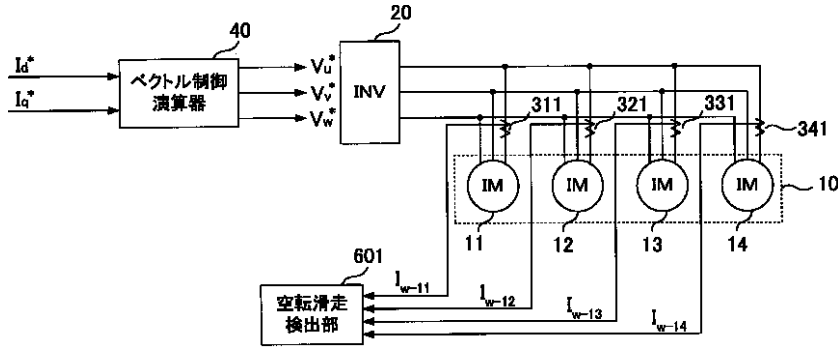 40
20
Id*
Iq*
ベクトル制御
演算器
Vu*
Vv*
Vw*
INV
311
321
331
341
IM
IM
IM
IM
10
11
12
13
14
601
空転滑走
検出部
Iw-11
Iw-12
Iw-13
Iw-14